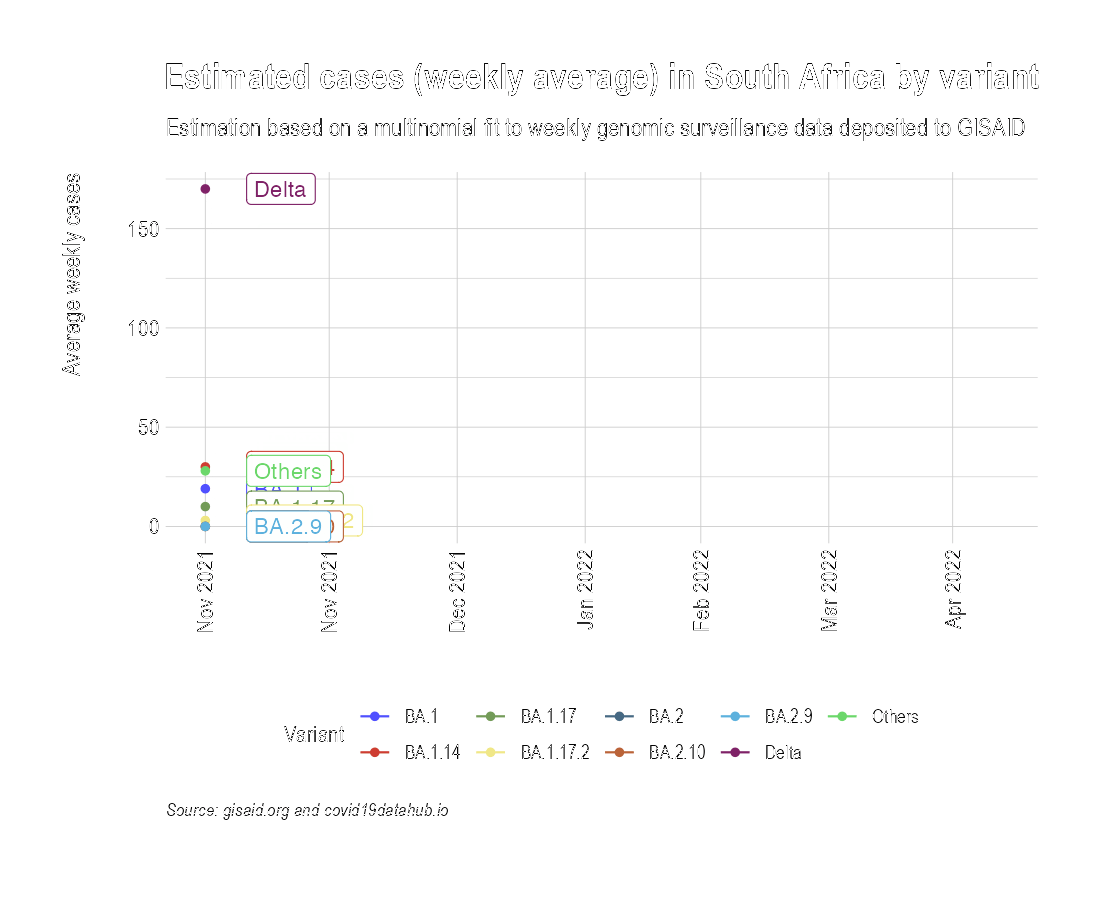 Estimated cases (weekly average) in South Africa by variant
Estimation based on a multinomial fit to weekly genomic surveillance data deposited to GISAID
Average weekly cases
150
100
50
0
Delta
Others
BA.1.17
BA.2.9
Nov 2021
Nov 2021
Dec 2021
Jan 2022
Feb 2022
Mar 2022
Apr 2022
Variant
BA.1
BA.1.17
BA.2
BA.2.9
Others
BA.1.14
BA.1.17.2
BA.2.10
Delta
Source: gisaid.org and covid19datahub.io